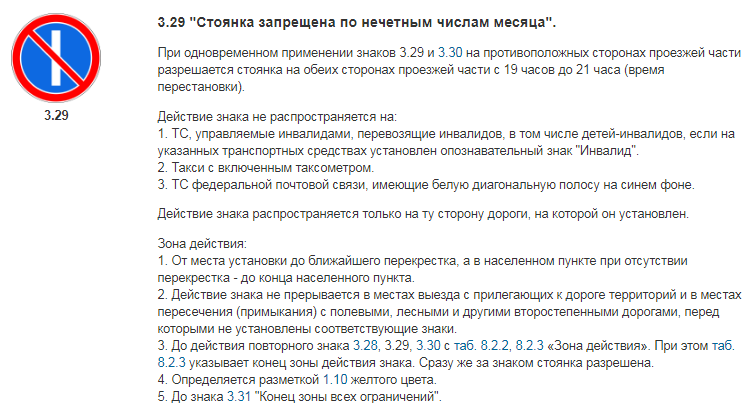 3.29 "Стоянка запрещена по нечетным числам месяца".
При одновременном применении знаков 3.29 и 3.30 на противоположных сторонах проезжей части
разрешается стоянка на обеих сторонах проезжей части с 19 часов до 21 часа (время
перестановки).
3.29
Действие знака не распространяется на:
1. ТС, управляемые инвалидами, перевозящие инвалидов, в том числе детей-инвалидов, если на
указанных транспортных средствах установлен опознавательный знак "Инвалид".
2. Такси с включенным таксометром.
3. ТС федеральной почтовой связи, имеющие белую диагональную полосу на синем фоне.
Действие знака распространяется только на ту сторону дороги, на которой он установлен.
Зона действия:
1. От места установки до ближайшего перекрестка, а в населенном пункте при отсутствии
перекрестка - до конца населенного пункта.
2. Действие знака не прерывается в местах выезда с прилегающих к дороге территорий и в местах
пересечения (примыкания) с полевыми, лесными и другими второстепенными дорогами, перед
которыми не установлены соответствующие знаки.
3. До действия повторного знака 3.28, 3.29, 3.30 с таб. 8.2.2, 8.2.3 «Зона действия». При этом таб.
8.2.3 указывает конец зоны действия знака. Сразу же за знаком стоянка разрешена.
4. Определяется разметкой 1.10 желтого цвета.
5. До знака 3.31 "Конец зоны всех ограничений".